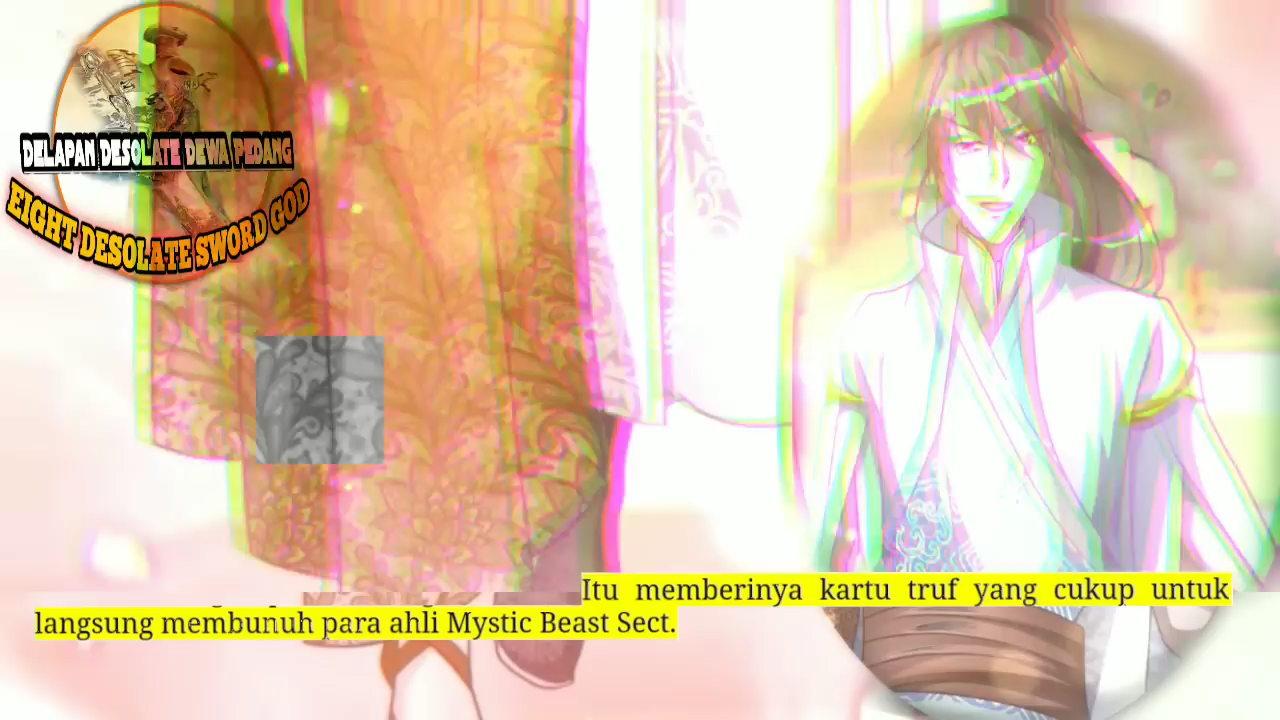 DELAPAN DESOLATE DEWA PEDANG
EIGHT DESOLATE SWORD GOD
Itu memberinya kartu truf yang cukup untuk
langsung membunuh para ahli Mystic Beast Sect.